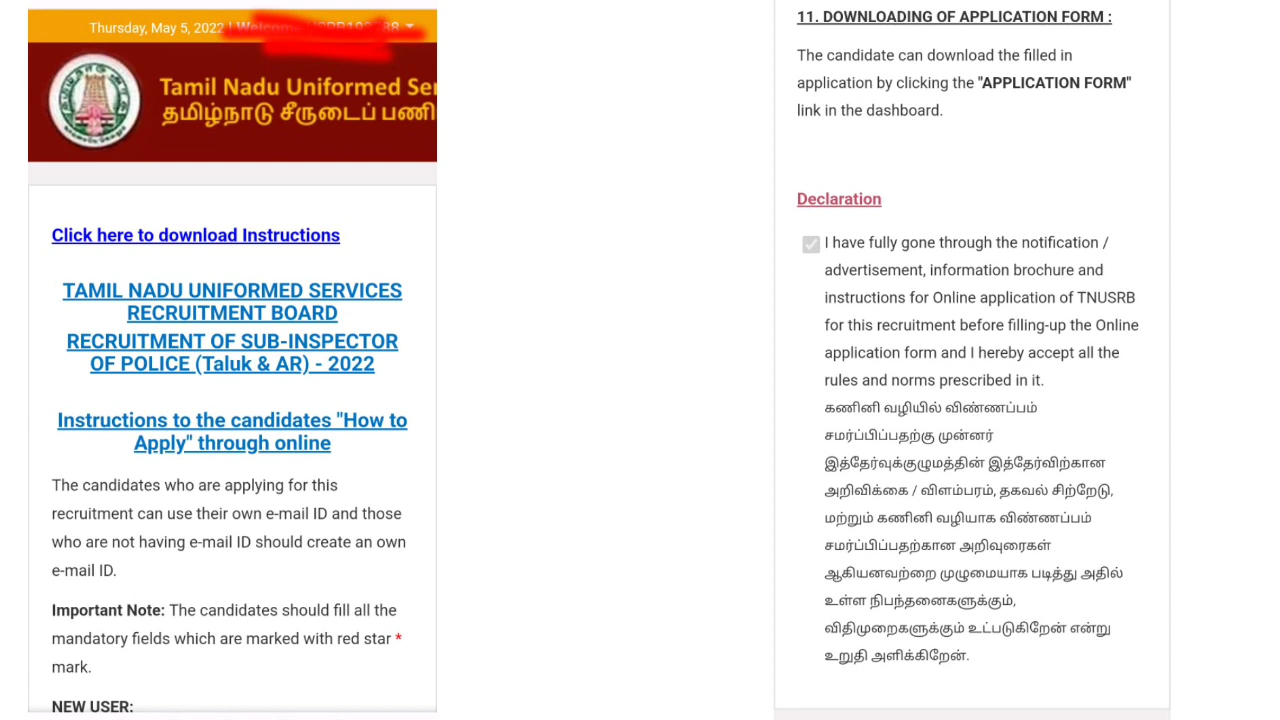 Thursday, May 5, 2022 | Welcome
Tamil Nadu Uniformed Ser
தமிழ்நாடு சீருடைப் பணி
Click here to download Instructions
TAMIL NADU UNIFORMED SERVICES
RECRUITMENT BOARD
RECRUITMENT OF SUB-INSPECTOR
OF POLICE (Taluk & AR) - 2022
Instructions to the candidates "How to
Apply" through online
The candidates who are applying for this
recruitment can use their own e-mail ID and those
who are not having e-mail ID should create an own
e-mail ID.
Important Note: The candidates should fill all the
mandatory fields which are marked with red star *
mark.
NEW USER:
11. DOWNLOADING OF APPLICATION FORM :
The candidate can download the filled in
application by clicking the "APPLICATION FORM"
link in the dashboard.
Declaration
I have fully gone through the notification /
advertisement, information brochure and
instructions for Online application of TNUSRB
for this recruitment before filling-up the Online
application form and I hereby accept all the
rules and norms prescribed in it.
கணினி வழியில் விண்ணப்பம்
சமர்ப்பிப்பதற்கு முன்னர்
இத்தேர்வுக்குழுமத்தின் இத்தேர்விற்கான
அறிவிக்கை / விளம்பரம், தகவல் சிற்றேடு,
மற்றும் கணினி வழியாக விண்ணப்பம்
சமர்ப்பிப்பதற்கான அறிவுரைகள்
ஆகியனவற்றை முழுமையாக படித்து அதில்
உள்ள நிபந்தனைகளுக்கும்,
விதிமுறைகளுக்கும் உட்படுகிறேன் என்று
உறுதி அளிக்கிறேன்.